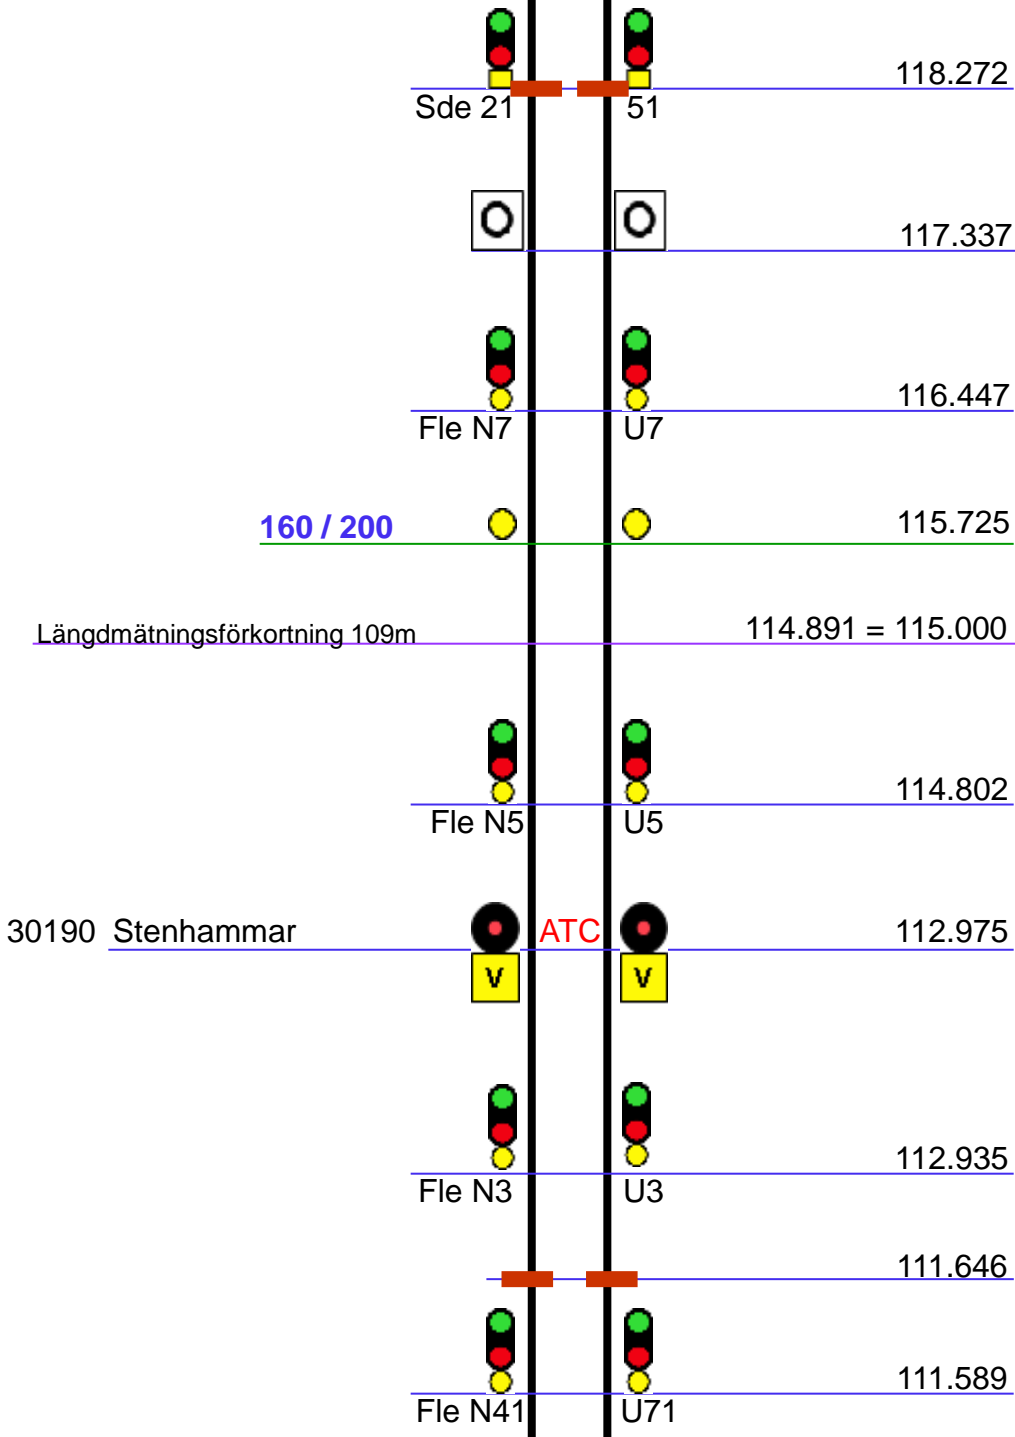 118.272
Sde 21 51
O O 117.337
116.447
Fle N7 U7
160 / 200 115.725
Längdmätningsförkortning 109m 114.891 = 115.000
114.802
Fle N5 U5
30190 Stenhammar ATC 112.975
V V
112.935
Fle N3 U3
111.646
111.589
Fle N41 U71